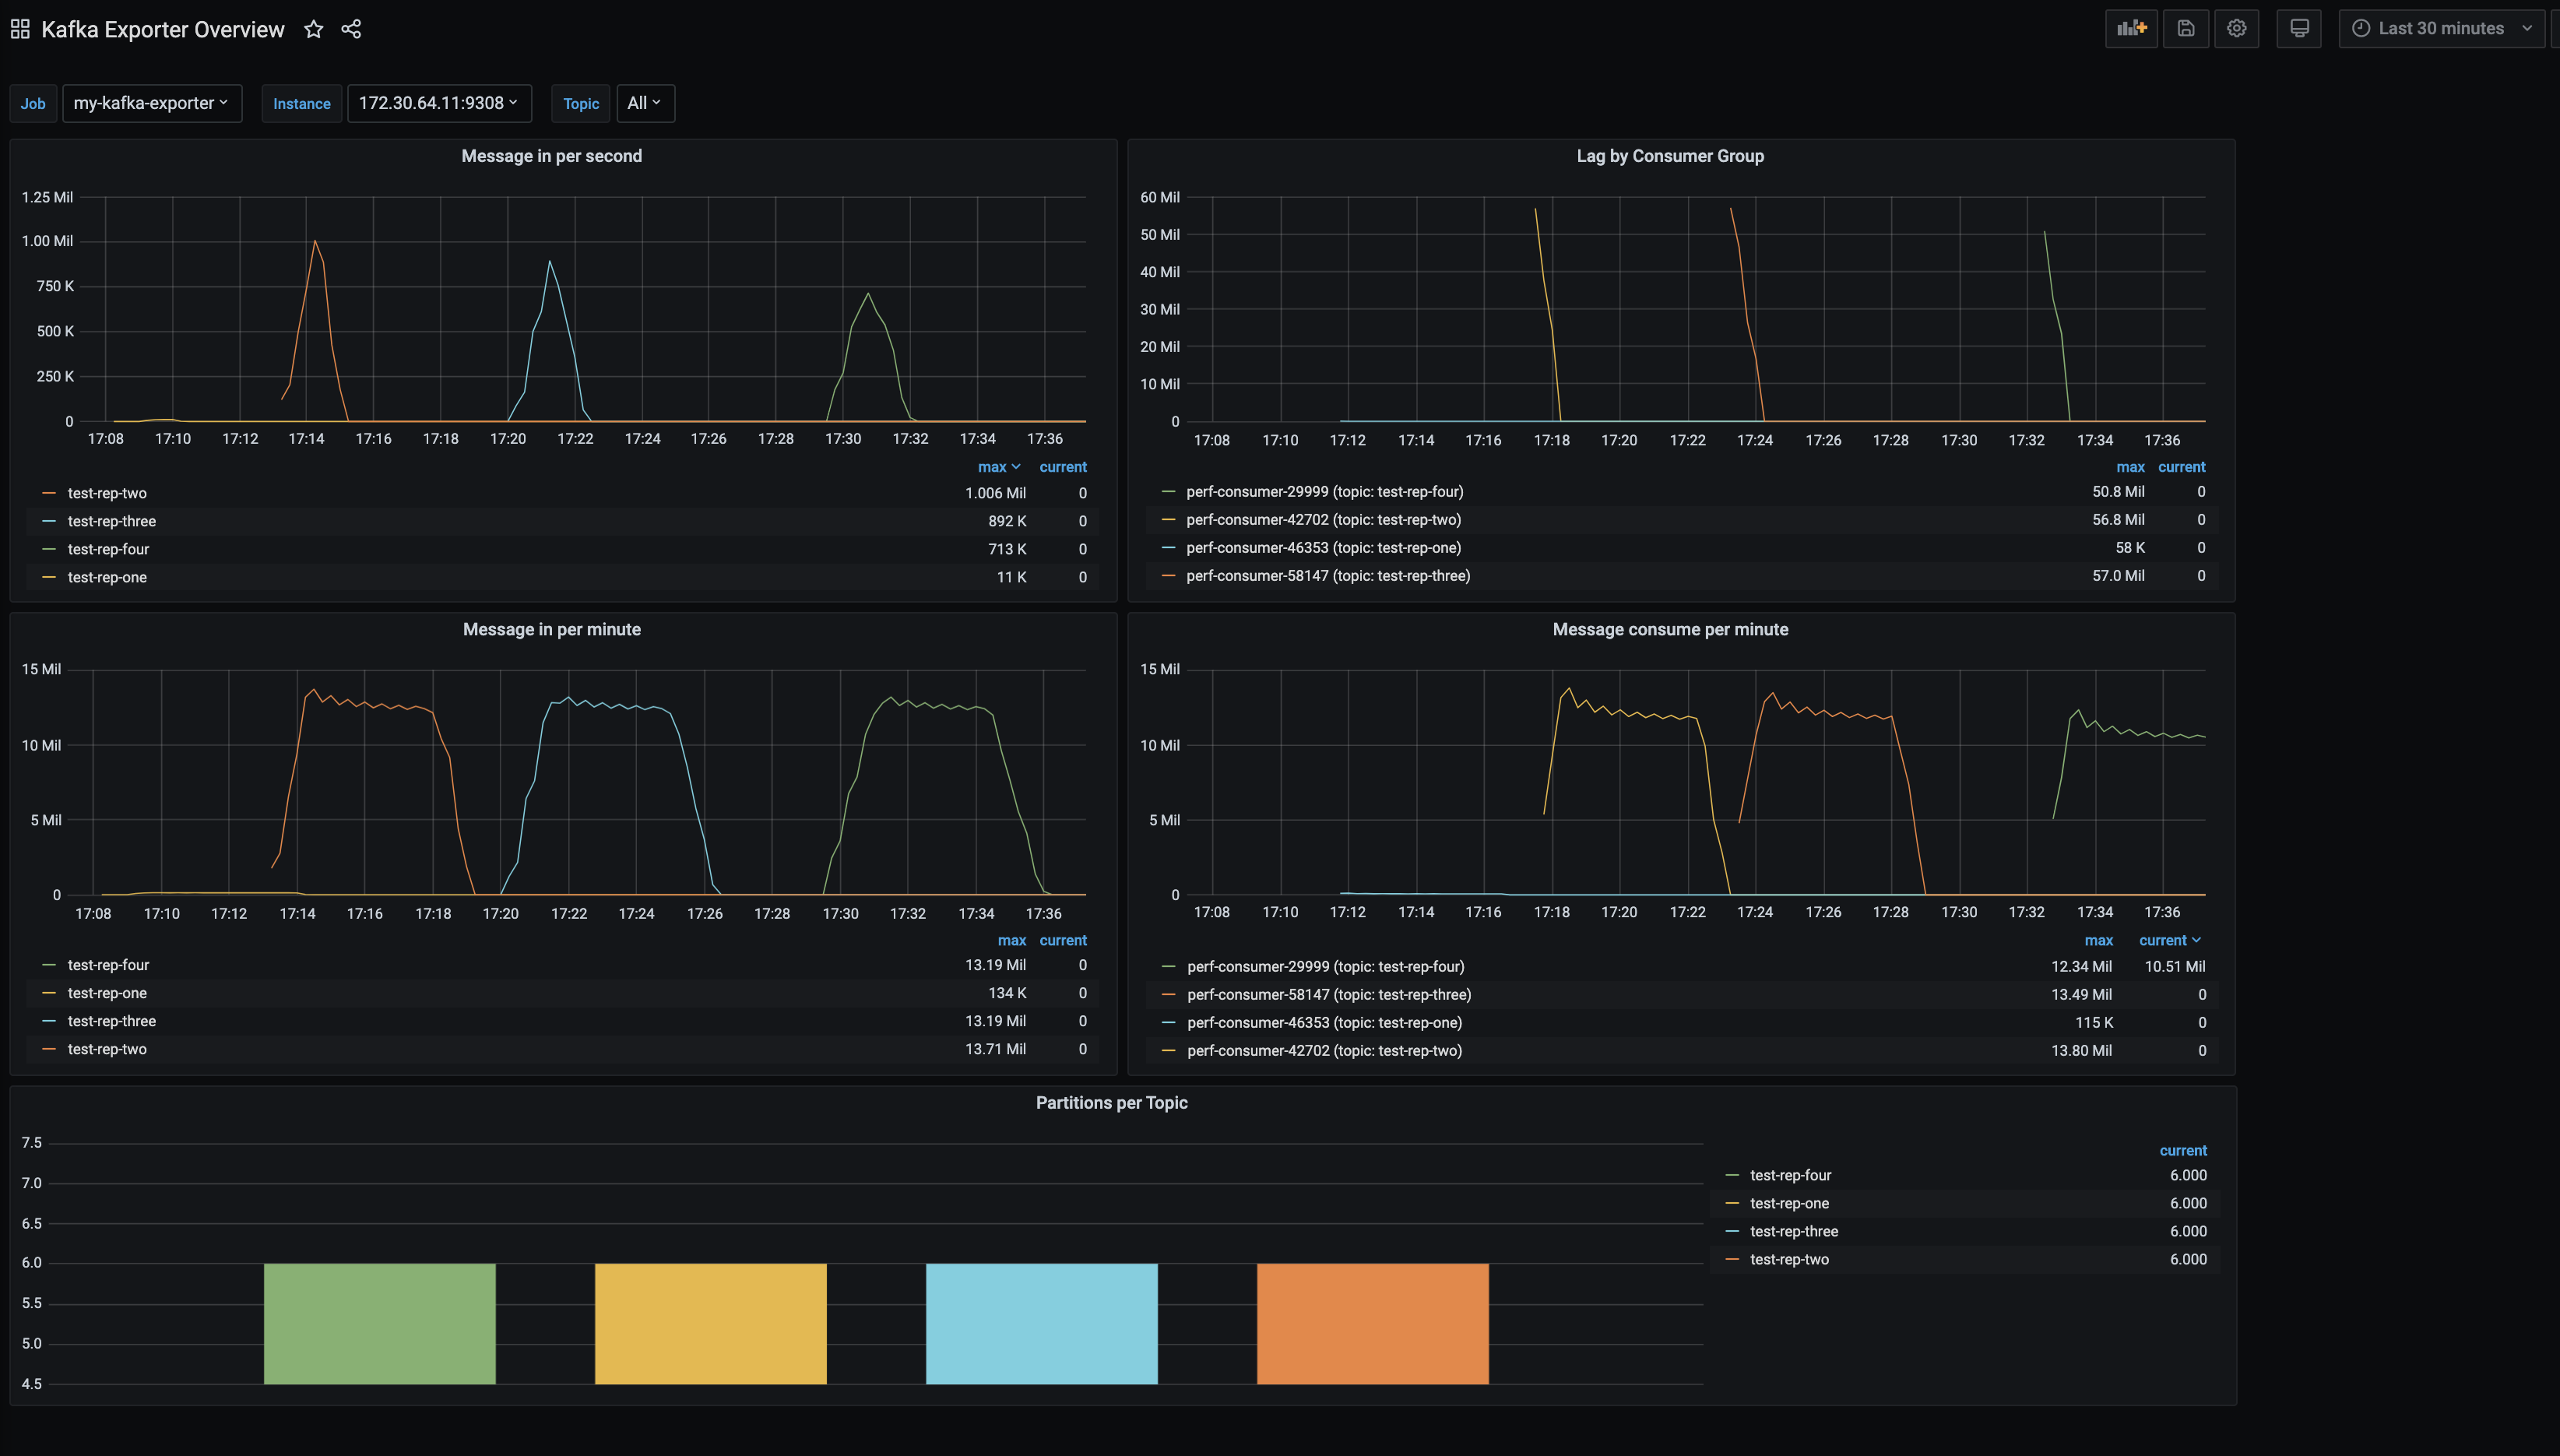 Kafka Exporter Overview
Last 30 minutes
Job my-kafka-exporter Instance 172.30.64.11:9308 Topic All
Message in per second
1.25 Mil
1.00 Mil
750 K
500 K
250 K
0
17:08 17:10 17:12 17:14 17:16 17:18 17:20 17:22 17:24 17:26 17:28 17:30 17:32 17:34 17:36
max current
test-rep-two 1.006 Mil 0
test-rep-three 892 K 0
test-rep-four 713 K 0
test-rep-one 11 K 0
Lag by Consumer Group
60 Mil
50 Mil
40 Mil
30 Mil
20 Mil
10 Mil
0
17:08 17:10 17:12 17:14 17:16 17:18 17:20 17:22 17:24 17:26 17:28 17:30 17:32 17:34 17:36
max current
perf-consumer-29999 (topic: test-rep-four) 50.8 Mil 0
perf-consumer-42702 (topic: test-rep-two) 56.8 Mil 0
perf-consumer-46353 (topic: test-rep-one) 58 K 0
perf-consumer-58147 (topic: test-rep-three) 57.0 Mil 0
Message in per minute
15 Mil
10 Mil
5 Mil
0
17:08 17:10 17:12 17:14 17:16 17:18 17:20 17:22 17:24 17:26 17:28 17:30 17:32 17:34 17:36
max current
test-rep-four 13.19 Mil 0
test-rep-one 134 K 0
test-rep-three 13.19 Mil 0
test-rep-two 13.71 Mil 0
Message consume per minute
15 Mil
10 Mil
5 Mil
0
17:08 17:10 17:12 17:14 17:16 17:18 17:20 17:22 17:24 17:26 17:28 17:30 17:32 17:34 17:36
max current
perf-consumer-29999 (topic: test-rep-four) 12.34 Mil 10.51 Mil
perf-consumer-58147 (topic: test-rep-three) 13.49 Mil 0
perf-consumer-46353 (topic: test-rep-one) 115 K 0
perf-consumer-42702 (topic: test-rep-two) 13.80 Mil 0
Partitions per Topic
7.5
7.0
6.5
6.0
5.5
5.0
4.5
current
test-rep-four 6.000
test-rep-one 6.000
test-rep-three 6.000
test-rep-two 6.000